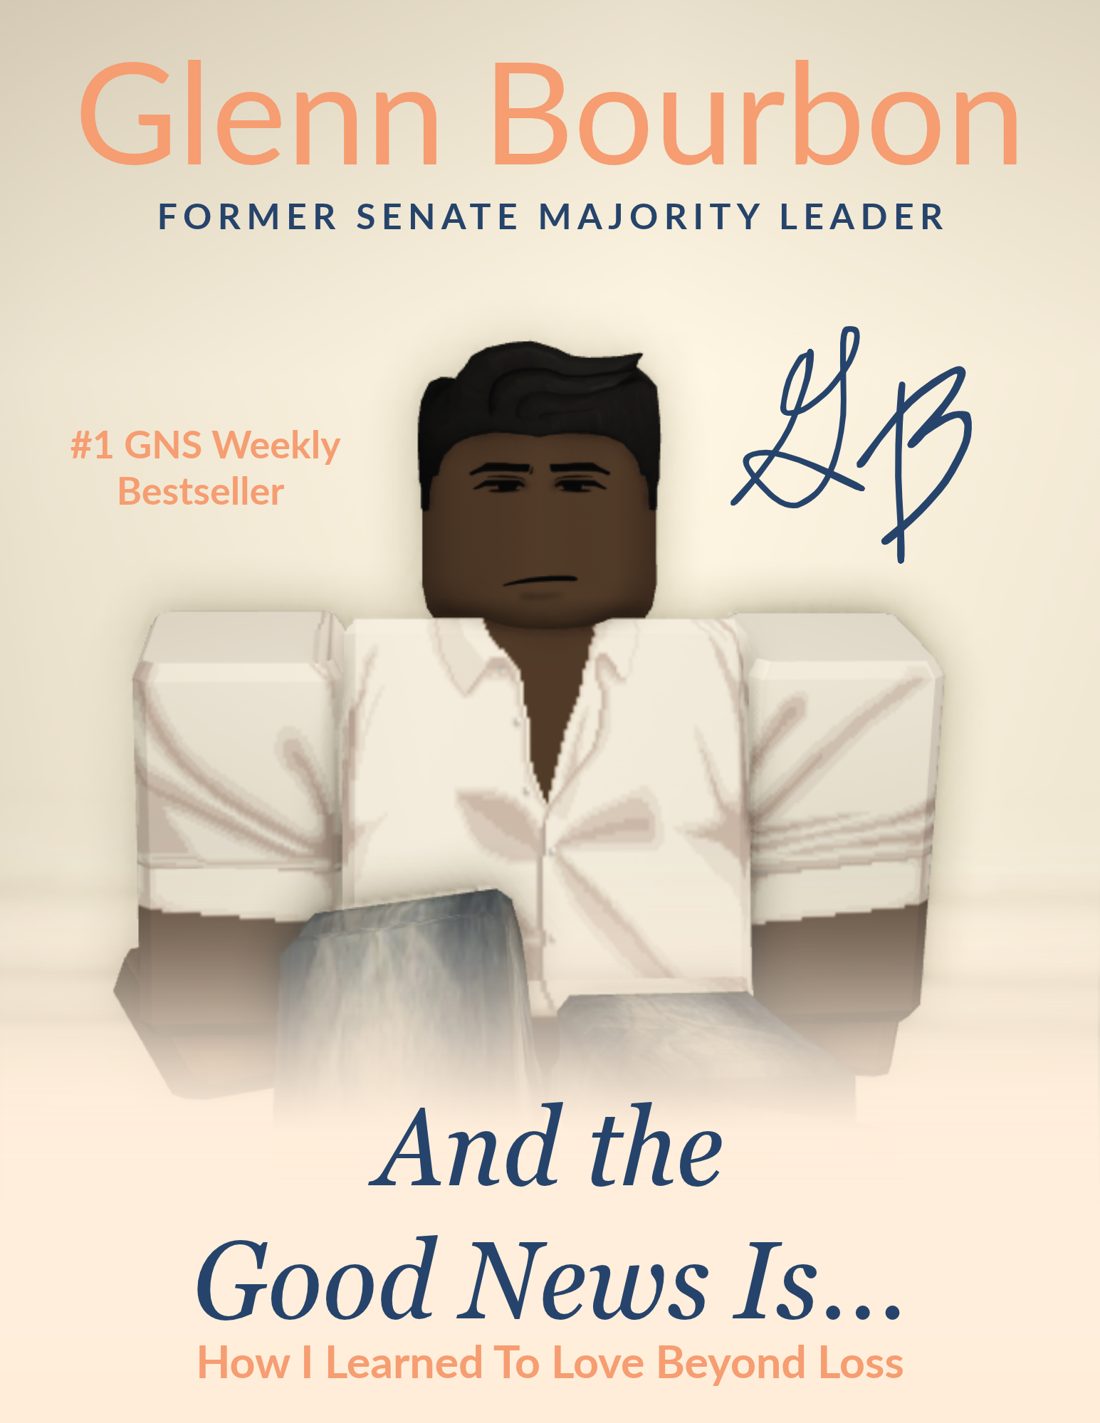 Glenn Bourbon
FORMER SENATE MAJORITY LEADER
#1 GNS Weekly
Bestseller
GB
And the
Good News Is...
How I Learned To Love Beyond Loss